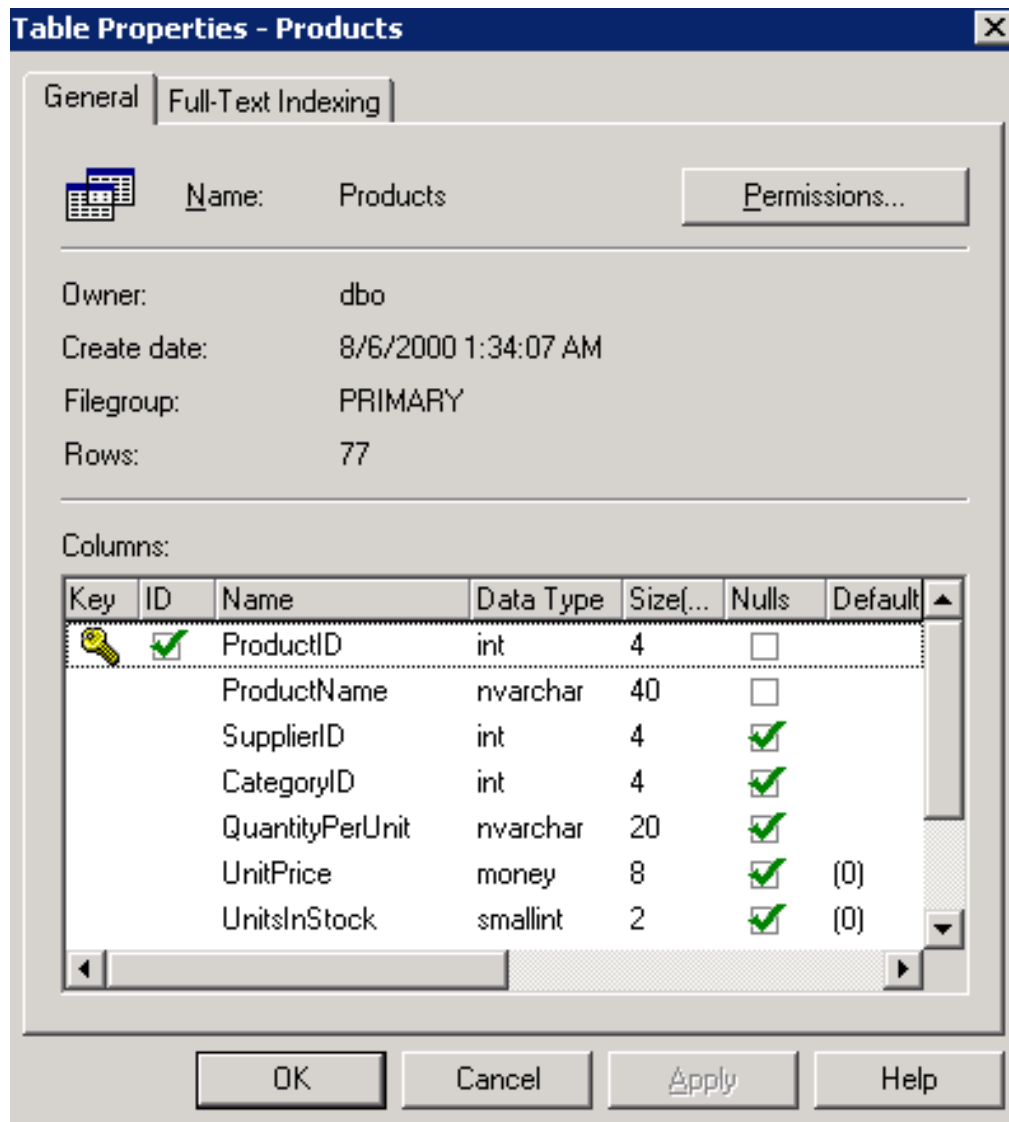 Table Properties - Products
General Full-Text Indexing
Name: Products Permissions...
Owner: dbo
Create date: 8/6/2000 1:34:07 AM
Filegroup: PRIMARY
Rows: 77
Columns:
Key ID Name Data Type Size(... Nulls Default
ProductID int 4
ProductName nvarchar 40
SupplierID int 4
CategoryID int 4
QuantityPerUnit nvarchar 20
UnitPrice money 8 (0)
UnitsInStock smallint 2 (0)
OK Cancel Apply Help